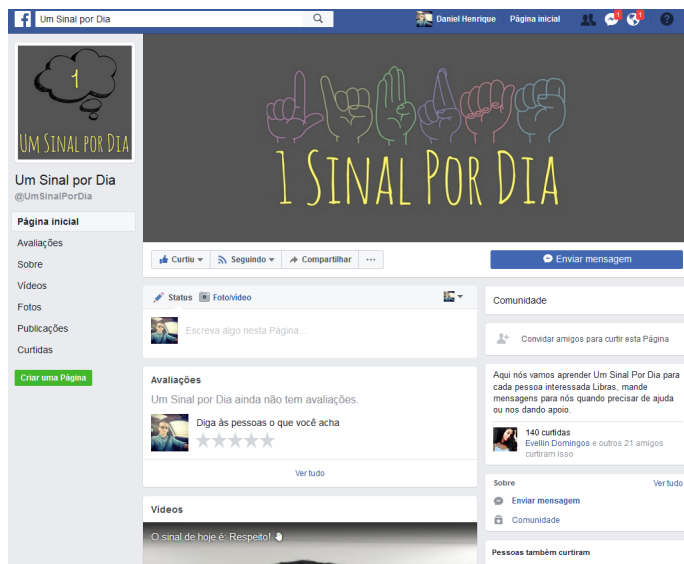 Um Sinal por Dia
Daniel Henrique
Página inicial
1
1
1
UM SINAL POR DIA
1 SINAL POR DIA
Um Sinal por Dia
@UmSinalPorDia
Página inicial
Avaliações
Sobre
Vídeos
Fotos
Publicações
Curtidas
Criar uma Página
Curtiu
Seguindo
Compartilhar
Enviar mensagem
Status
Foto/vídeo
Escreva algo nesta Página...
Avaliações
Um Sinal por Dia ainda não tem avaliações.
Diga às pessoas o que você acha
Ver tudo
Vídeos
O sinal de hoje é: Respeito!
Comunidade
Convidar amigos para curtir esta Página
Aqui nós vamos aprender Um Sinal Por Dia para
cada pessoa interessada Libras, mande
mensagens para nós quando precisar de ajuda
ou nos dando apoio.
140 curtidas
Evellin Domingos e outros 21 amigos
curtiram isso
Sobre
Ver tudo
Enviar mensagem
Comunidade
Pessoas também curtiram